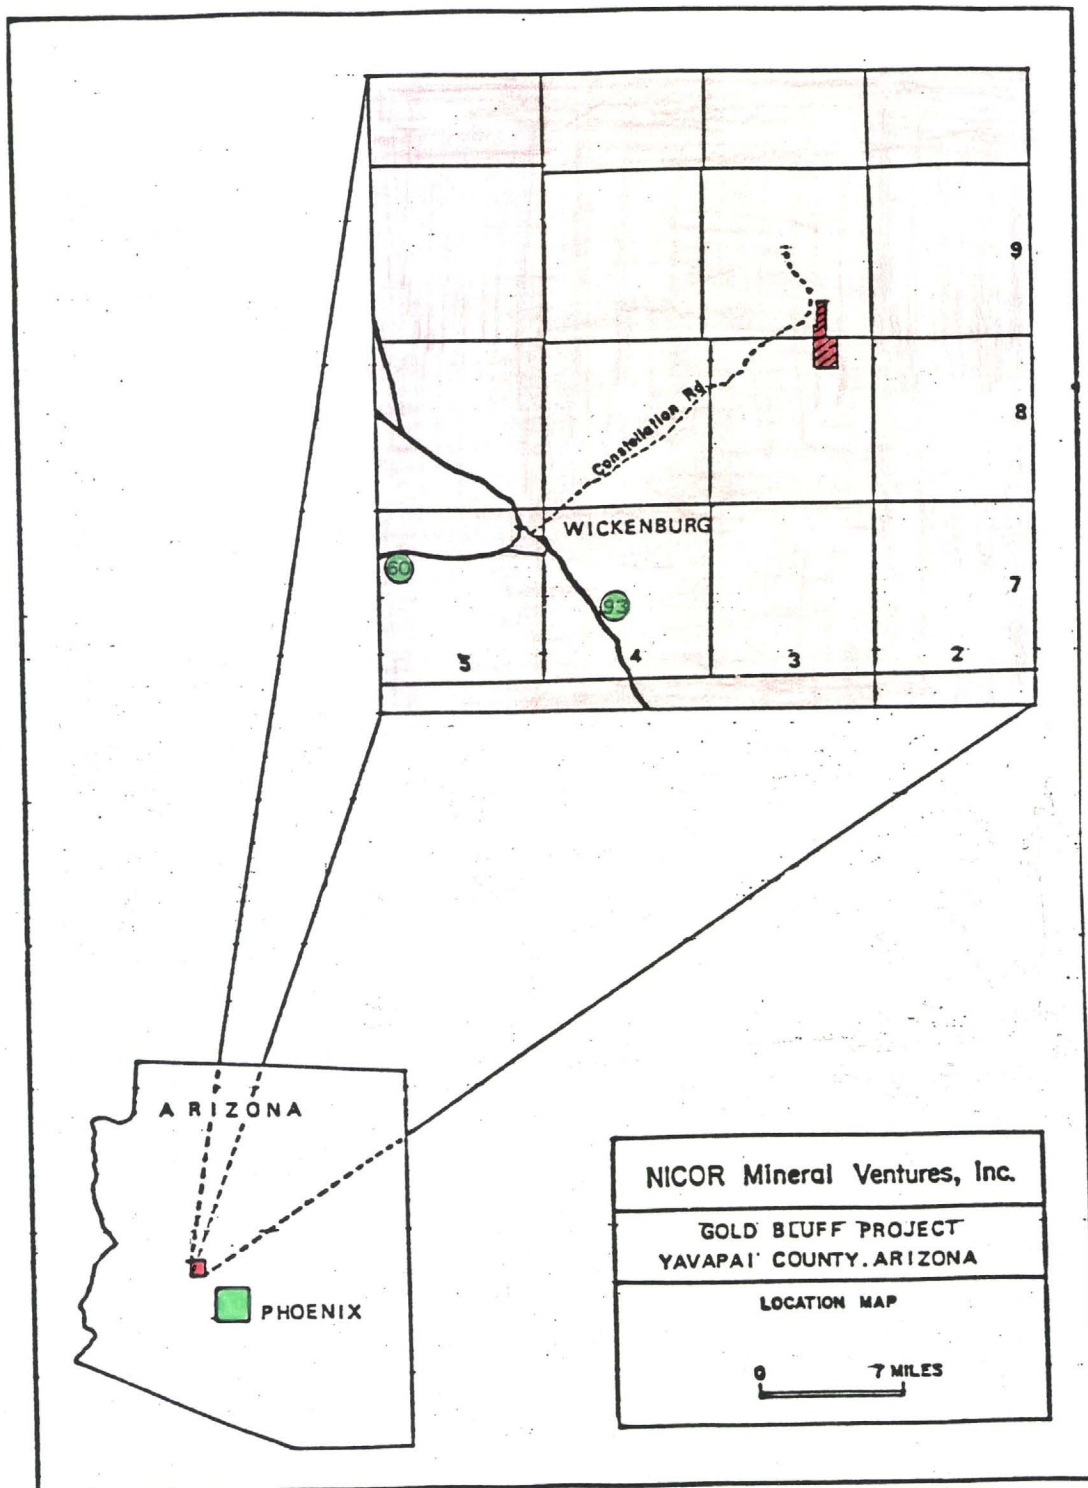 9
8
Constellation Rd
WICKENBURG
60
93
7
5
4
3
2
ARIZONA
PHOENIX
NICOR Mineral Ventures, Inc.
GOLD BLUFF PROJECT
YAVAPAI COUNTY. ARIZONA
LOCATION MAP
0 7 MILES